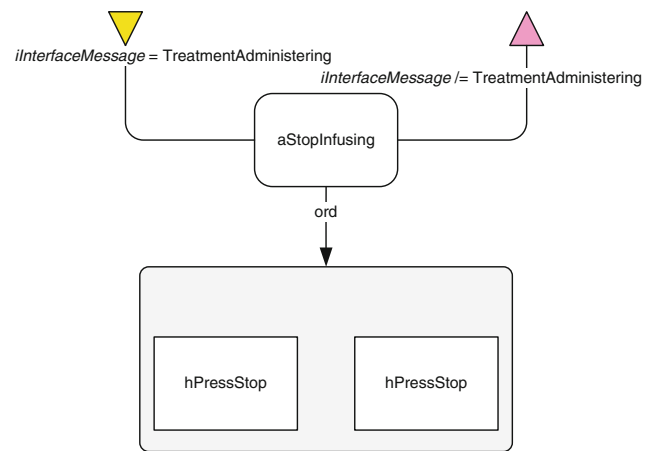 iInterfaceMessage = TreatmentAdministering
iInterfaceMessage /= TreatmentAdministering
aStopInfusing
ord
hPressStop
hPressStop